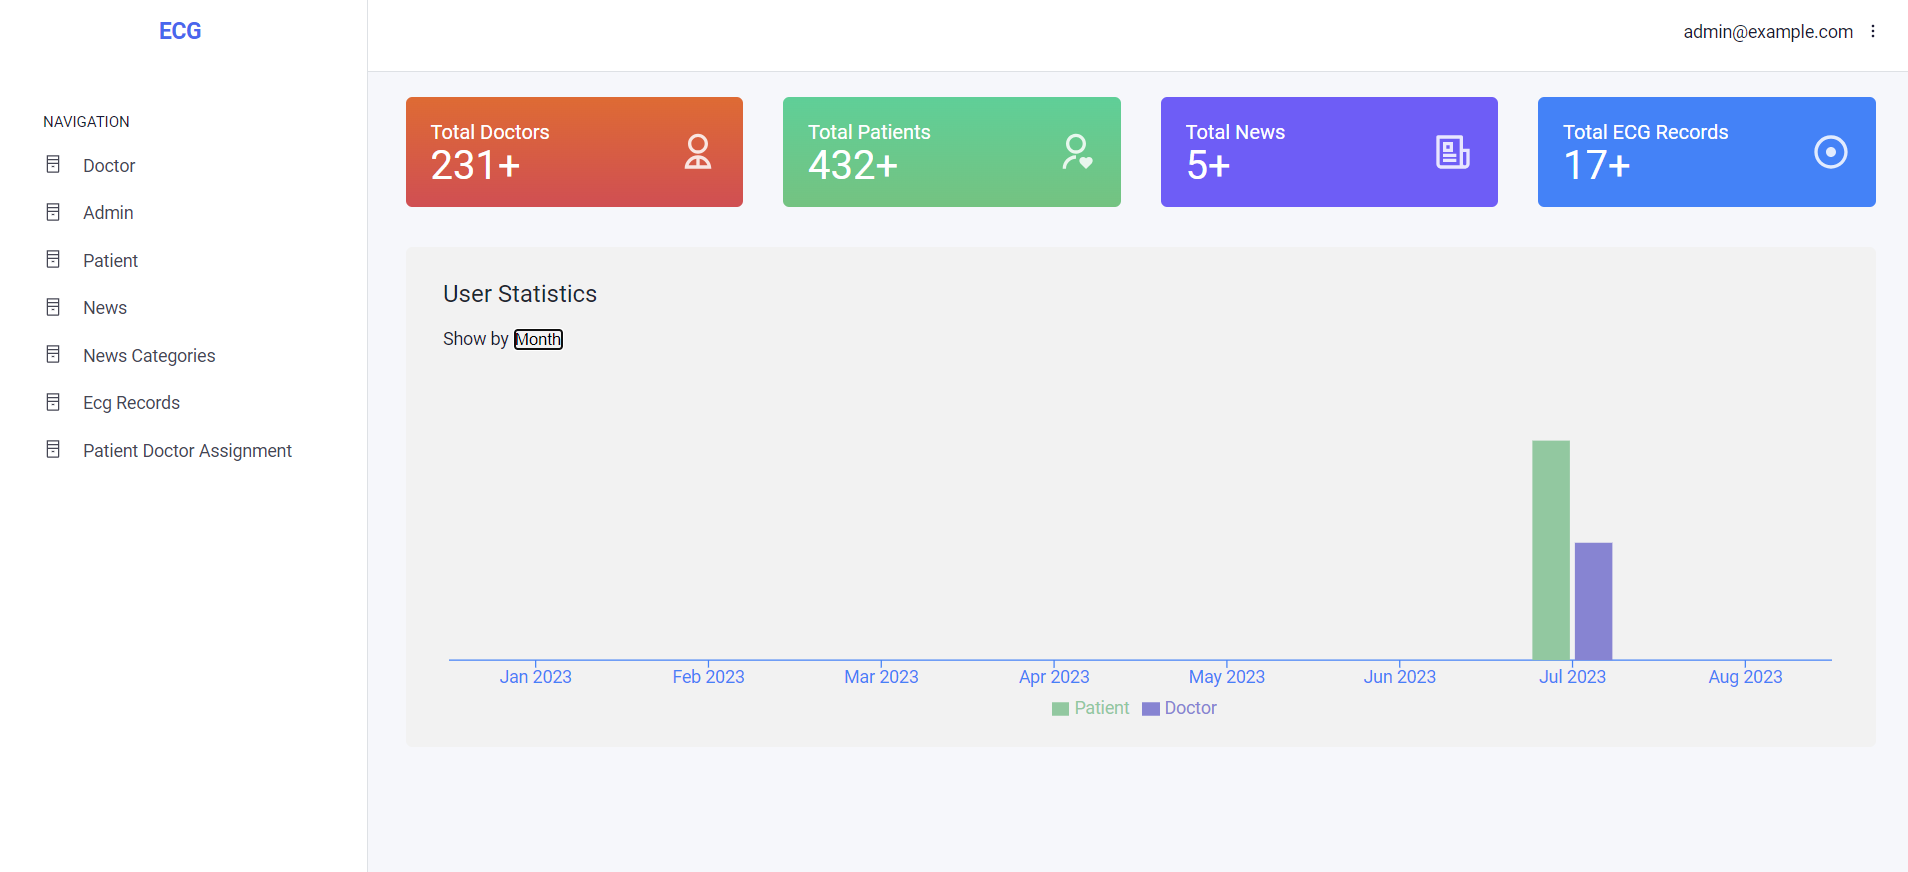 ECG
admin@example.com
NAVIGATION
Doctor
Admin
Patient
News
News Categories
Ecg Records
Patient Doctor Assignment
Total Doctors
231+
Total Patients
432+
Total News
5+
Total ECG Records
17+
User Statistics
Show by Month
Jan 2023 Feb 2023 Mar 2023 Apr 2023 May 2023 Jun 2023 Jul 2023 Aug 2023
Patient Doctor